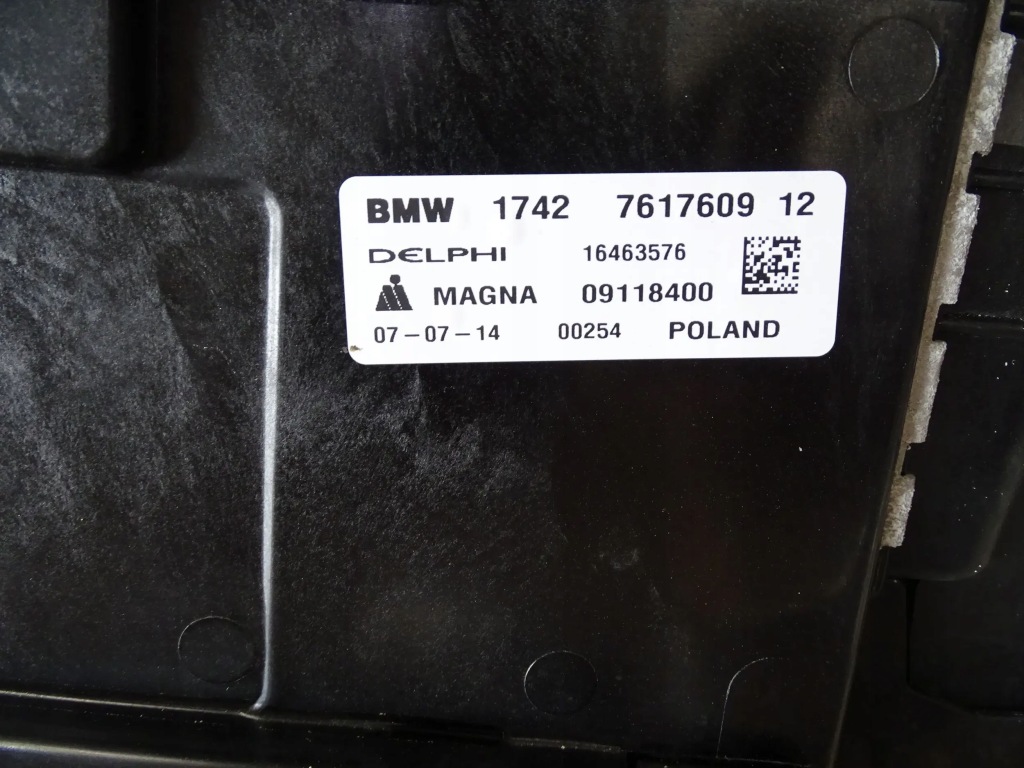 BMW 1742 7617609 12
DELPHI 16463576
MAGNA 09118400
07-07-14 00254 POLAND